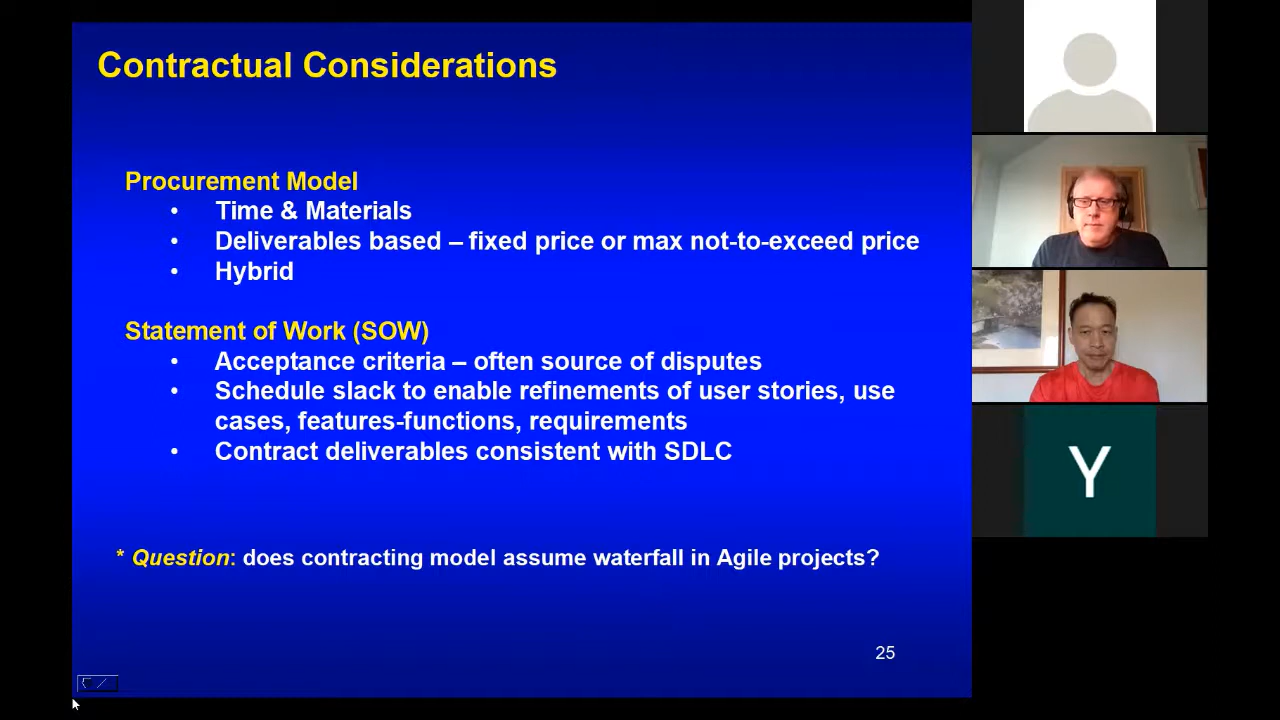 Contractual Considerations
Procurement Model
• Time & Materials
• Deliverables based – fixed price or max not-to-exceed price
• Hybrid
Statement of Work (SOW)
• Acceptance criteria – often source of disputes
• Schedule slack to enable refinements of user stories, use
cases, features-functions, requirements
• Contract deliverables consistent with SDLC
* Question: does contracting model assume waterfall in Agile projects?
25
Y